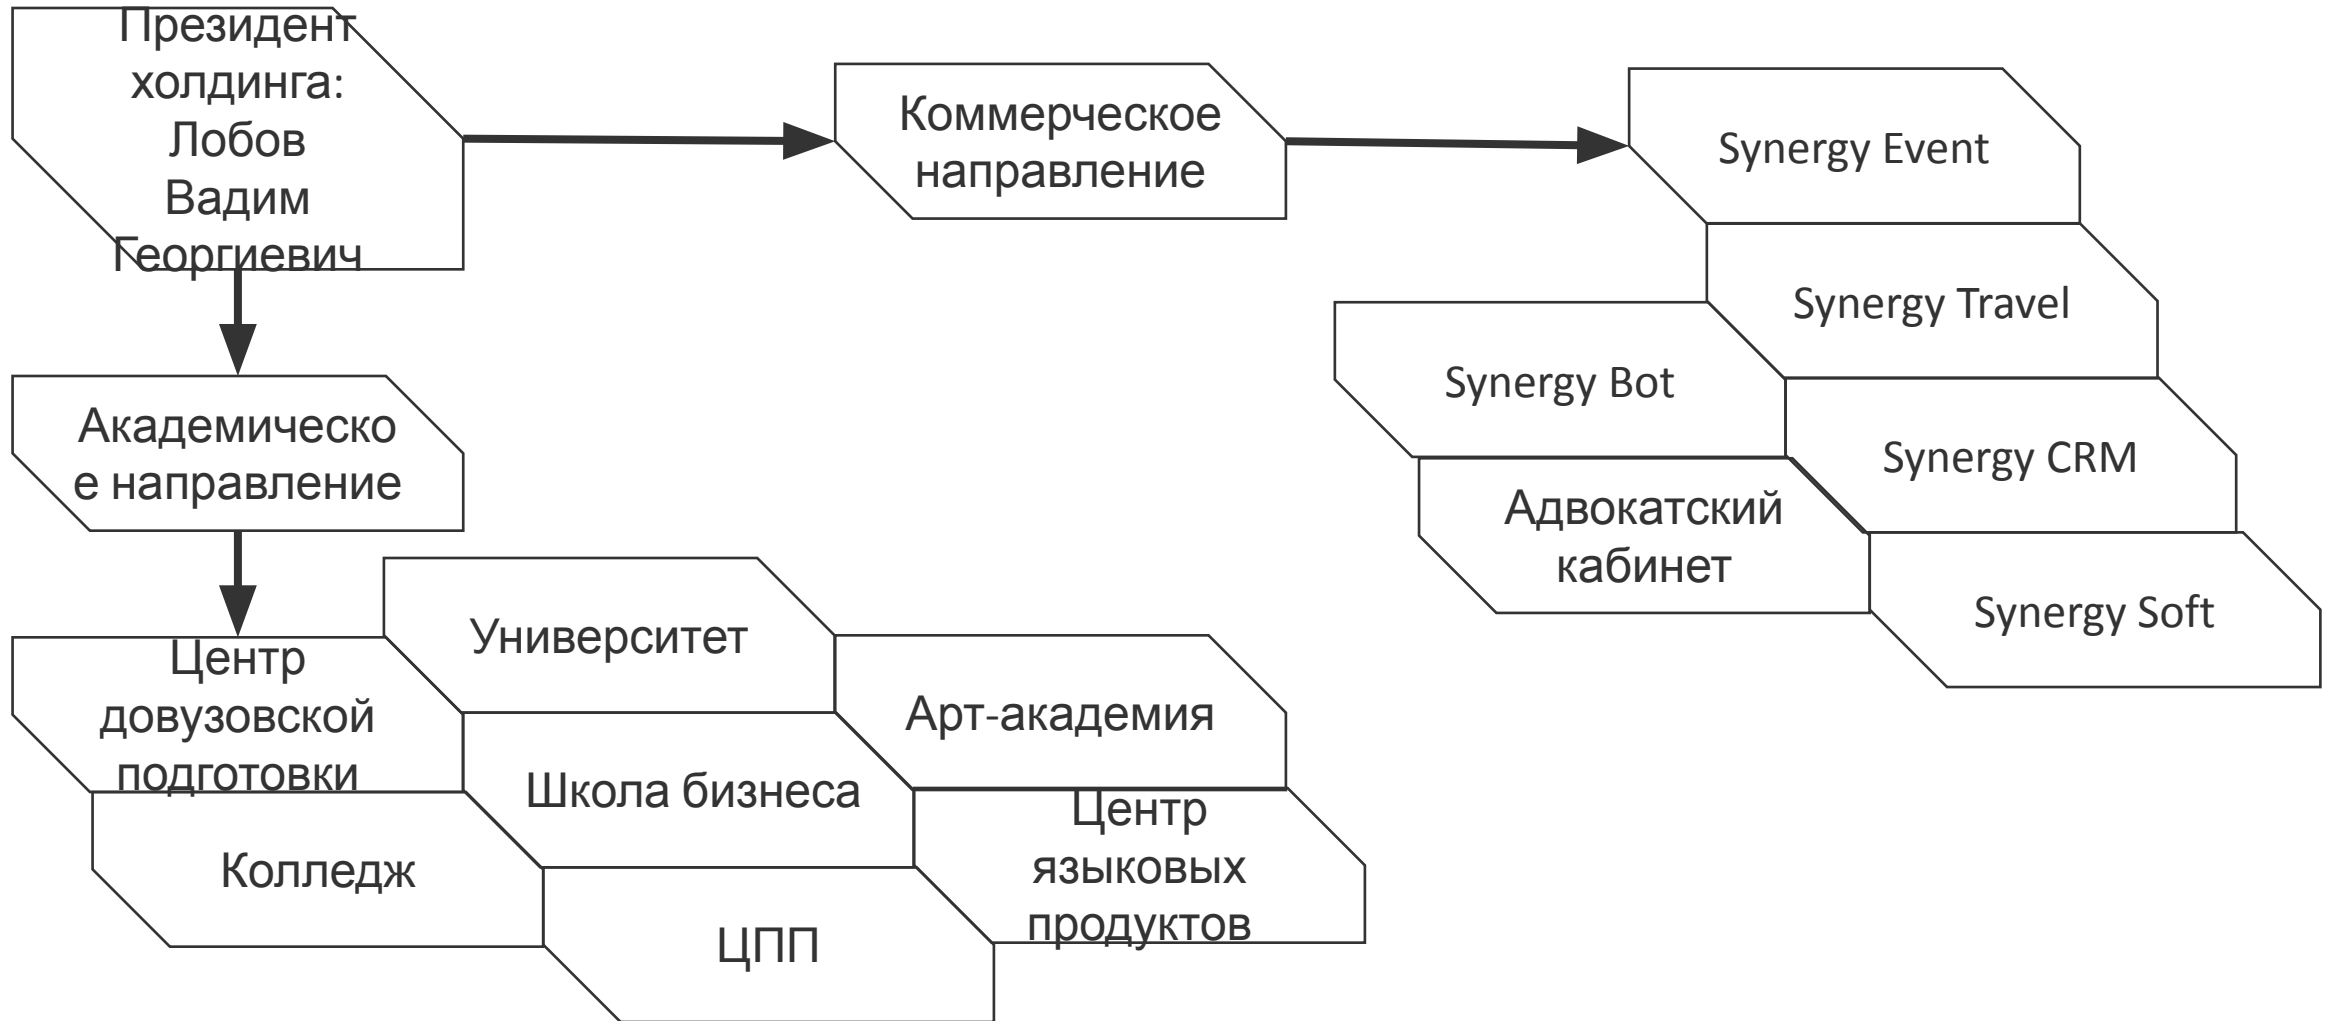 Президент
холдинга:
Лобов
Вадим
Георгиевич
Коммерческое
направление
Synergy Event
Synergy Travel
Synergy Bot
Synergy CRM
Адвокатский
кабинет
Synergy Soft
Академическо
е направление
Университет
Центр
довузовской
подготовки
Арт-академия
Школа бизнеса
Центр
языковых
продуктов
Колледж
ЦПП